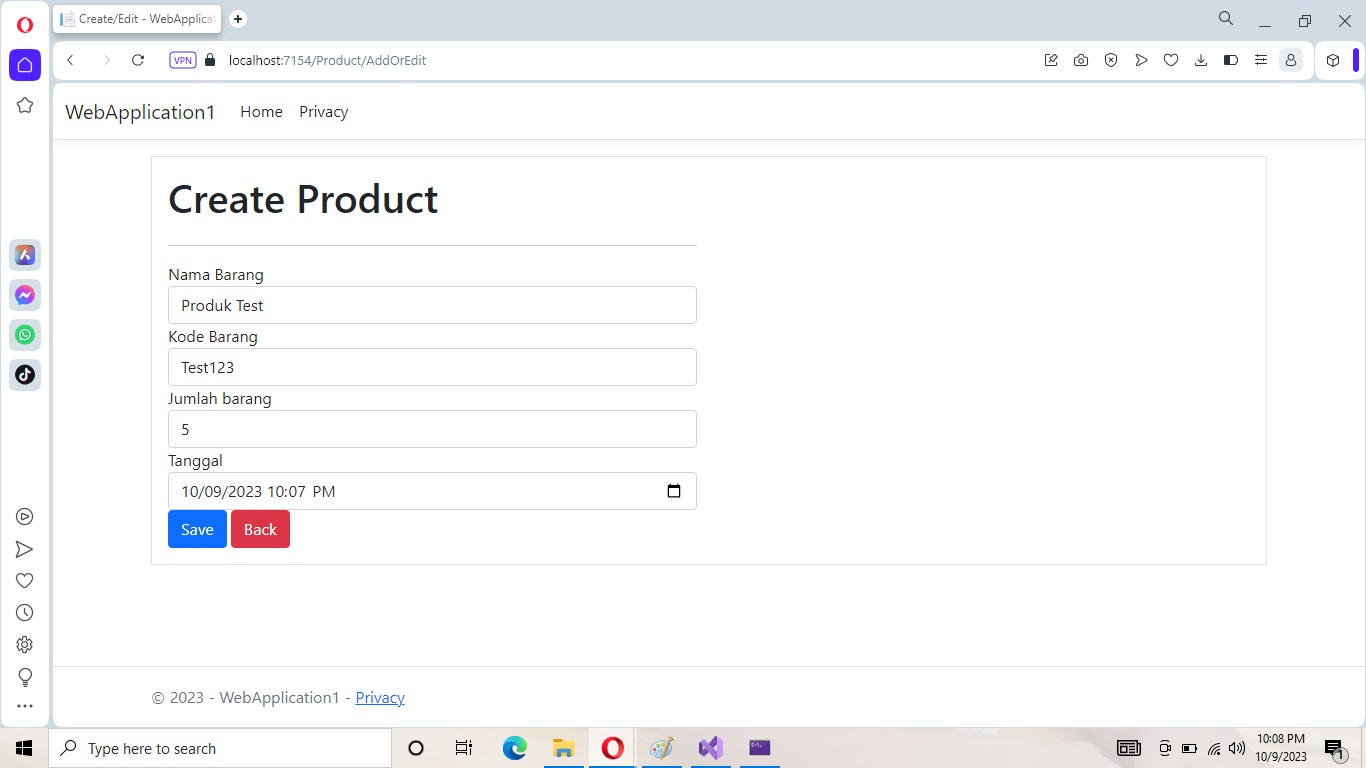 Create/Edit - WebApplicat
VPN
localhost:7154/Product/AddOrEdit
WebApplication1 Home Privacy
Create Product
Nama Barang
Produk Test
Kode Barang
Test123
Jumlah barang
5
Tanggal
10/09/2023 10:07 PM
Save Back
© 2023 - WebApplication1 - Privacy
Type here to search
10:08 PM
10/9/2023
1